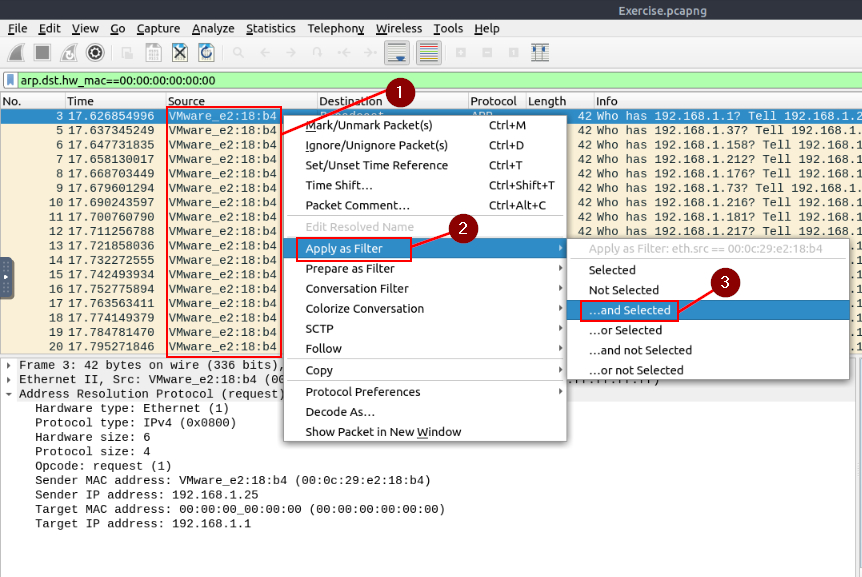 Exercise.pcapng
File Edit View Go Capture Analyze Statistics Telephony Wireless Tools Help
arp.dst.hw_mac==00:00:00:00:00:00
1
No. Time Source Destination Protocol Length Info
3 17.626854996 VMware_e2:18:b4 42 Who has 192.168.1.1? Tell 192.168.1.2
5 17.637345249 VMware_e2:18:b4 42 Who has 192.168.1.37? Tell 192.168.1
6 17.647731835 VMware_e2:18:b4 42 Who has 192.168.1.158? Tell 192.168.
7 17.658130017 VMware_e2:18:b4 42 Who has 192.168.1.212? Tell 192.168.
8 17.668703449 VMware_e2:18:b4 42 Who has 192.168.1.176? Tell 192.168.
9 17.679601294 VMware_e2:18:b4 42 Who has 192.168.1.73? Tell 192.168.1
10 17.690243597 VMware_e2:18:b4 42 Who has 192.168.1.216? Tell 192.168.
11 17.700760790 VMware_e2:18:b4 42 Who has 192.168.1.181? Tell 192.168.
12 17.711256788 VMware_e2:18:b4 42 Who has 192.168.1.217? Tell 192.168.
13 17.721858036 VMware_e2:18:b4
14 17.732272555 VMware_e2:18:b4
15 17.742493934 VMware_e2:18:b4
16 17.752775894 VMware_e2:18:b4
17 17.763563411 VMware_e2:18:b4
18 17.774149379 VMware_e2:18:b4
19 17.784781470 VMware_e2:18:b4
20 17.795271846 VMware_e2:18:b4
Mark/Unmark Packet(s) Ctrl+M
Ignore/Unignore Packet(s) Ctrl+D
Set/Unset Time Reference Ctrl+T
Time Shift… Ctrl+Shift+T
Packet Comment… Ctrl+Alt+C
Edit Resolved Name
2
Apply as Filter
Prepare as Filter
Conversation Filter
Colorize Conversation
SCTP
Follow
Copy
Protocol Preferences
Decode As…
Show Packet in New Window
Apply as Filter: eth.src == 00:0c:29:e2:18:b4
Selected
Not Selected
3
…and Selected
…or Selected
…and not Selected
…or not Selected
Frame 3: 42 bytes on wire (336 bits),
Ethernet II, Src: VMware_e2:18:b4 (00
Address Resolution Protocol (request)
Hardware type: Ethernet (1)
Protocol type: IPv4 (0x0800)
Hardware size: 6
Protocol size: 4
Opcode: request (1)
Sender MAC address: VMware_e2:18:b4 (00:0c:29:e2:18:b4)
Sender IP address: 192.168.1.25
Target MAC address: 00:00:00_00:00:00 (00:00:00:00:00:00)
Target IP address: 192.168.1.1